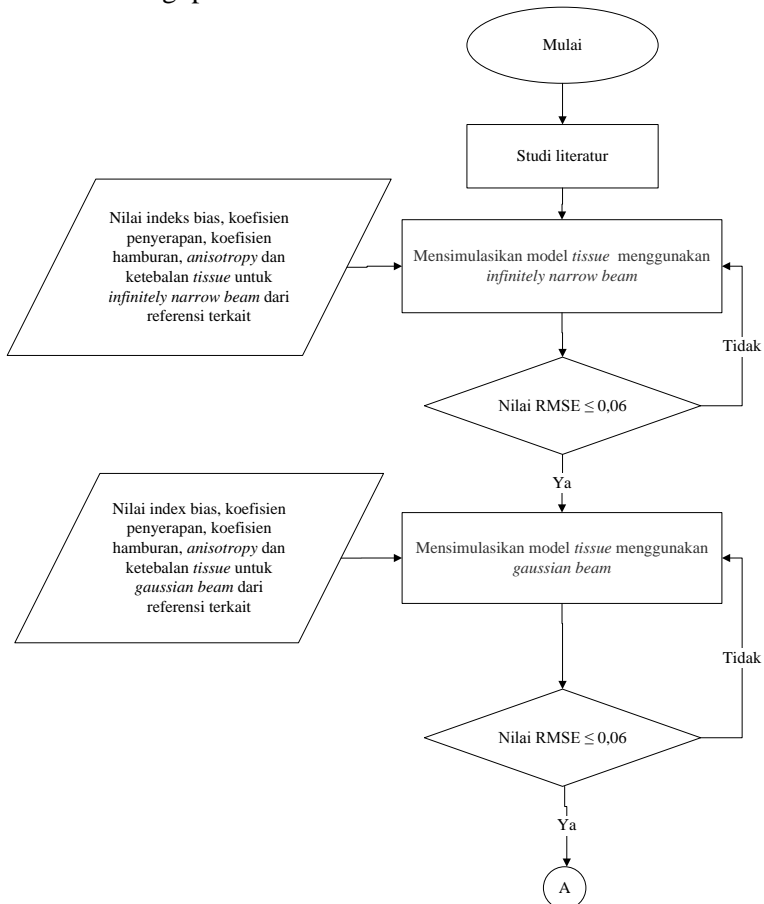 Mulai
Studi literatur
Nilai indeks bias, koefisien
penyerapan, koefisien
hamburan, anisotropy dan
ketebalan tissue untuk
infinitely narrow beam dari
referensi terkait
Mensimulasikan model tissue menggunakan
infinitely narrow beam
Tidak
Nilai RMSE ≤ 0,06
Ya
Nilai index bias, koefisien
penyerapan, koefisien
hamburan, anisotropy dan
ketebalan tissue untuk
gaussian beam dari
referensi terkait
Mensimulasikan model tissue menggunakan
gaussian beam
Tidak
Nilai RMSE ≤ 0,06
Ya
A